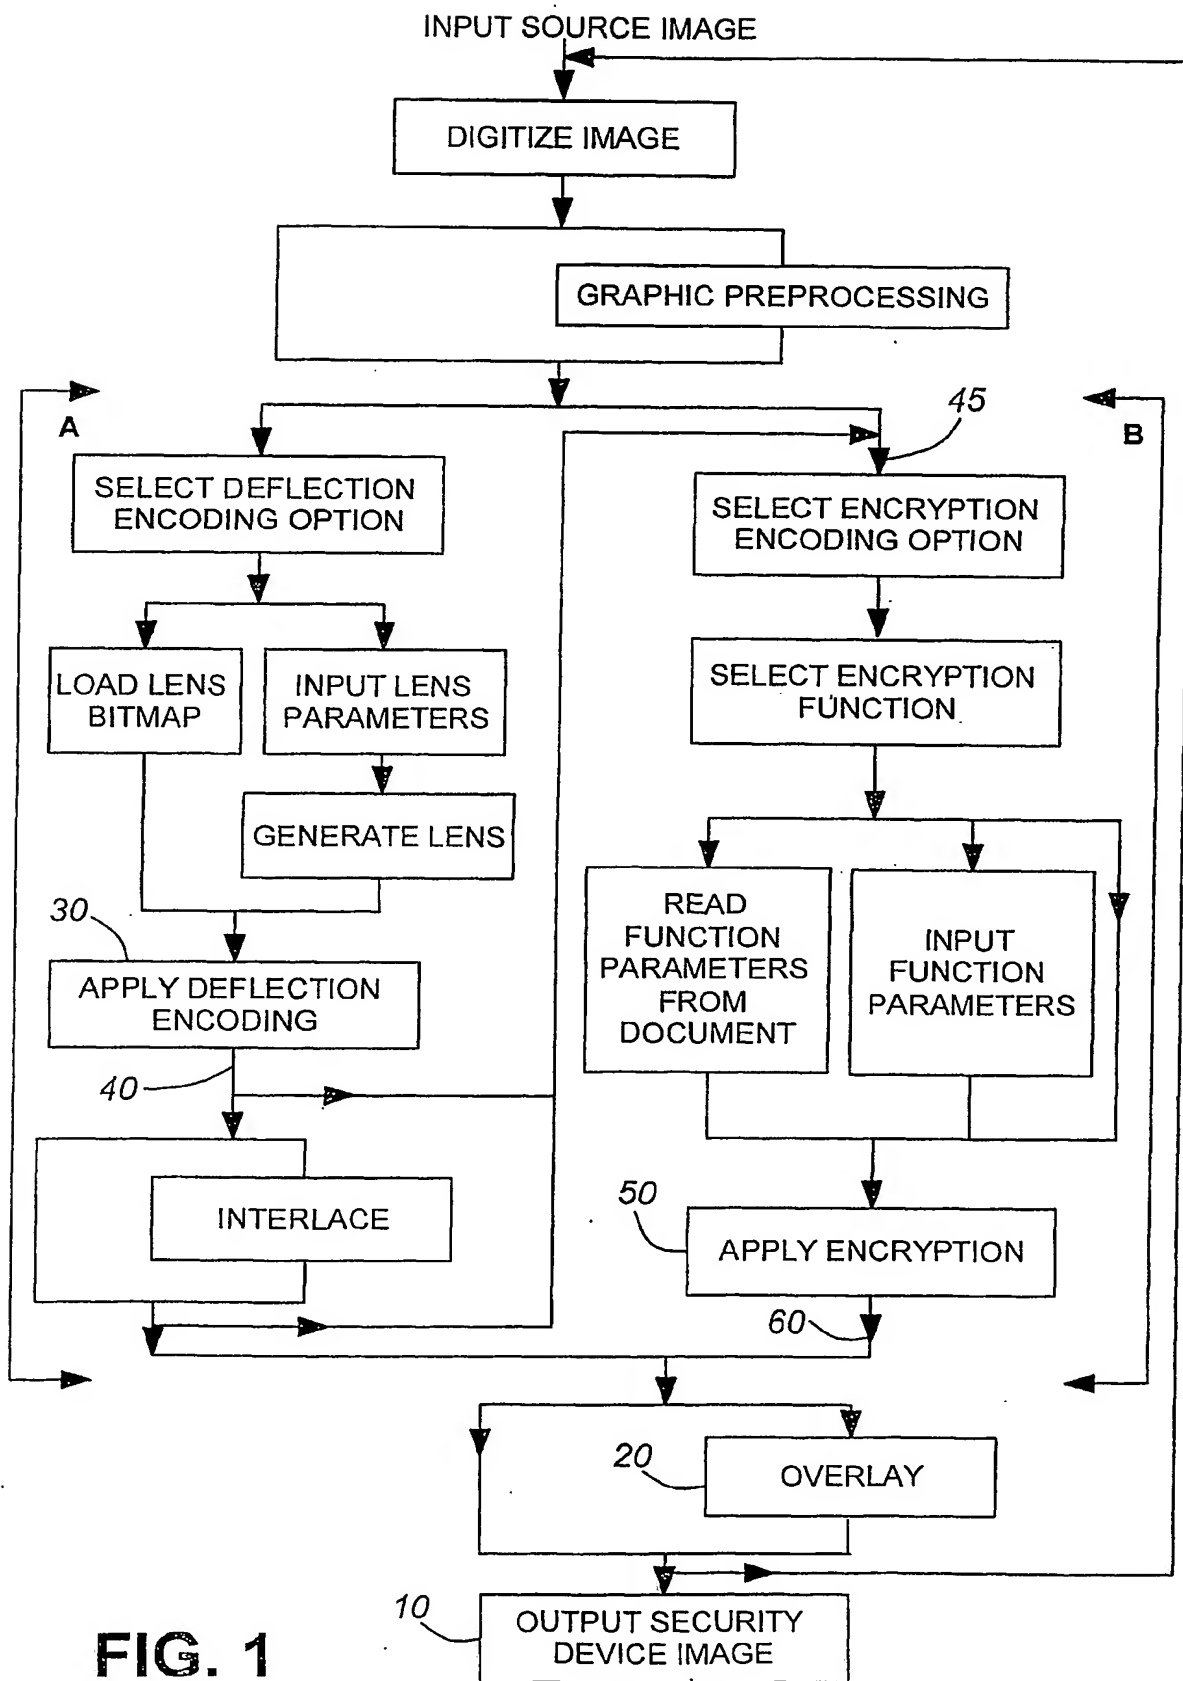 INPUT SOURCE IMAGE
DIGITIZE IMAGE
GRAPHIC PREPROCESSING
A
B
45
SELECT DEFLECTION
ENCODING OPTION
SELECT ENCRYPTION
ENCODING OPTION
LOAD LENS
BITMAP
INPUT LENS
PARAMETERS
SELECT ENCRYPTION
FUNCTION
GENERATE LENS
READ
FUNCTION
PARAMETERS
FROM
DOCUMENT
INPUT
FUNCTION
PARAMETERS
30
APPLY DEFLECTION
ENCODING
40
INTERLACE
50
APPLY ENCRYPTION
60
20
OVERLAY
10
OUTPUT SECURITY
DEVICE IMAGE
FIG. 1